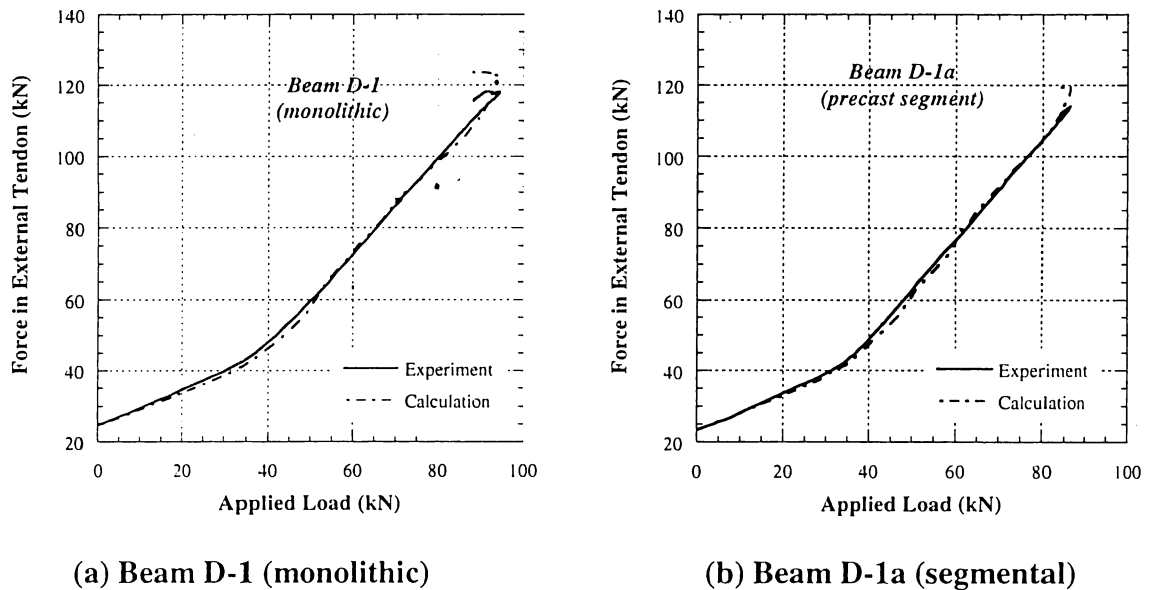 140
120
100
80
60
40
20
Force in External Tendon (kN)
Beam D-1
(monolithic)
Experiment
Calculation
0 20 40 60 80 100
Applied Load (kN)
(a) Beam D-1 (monolithic)
140
120
100
80
60
40
20
Force in External Tendon (kN)
Beam D-1a
(precast segment)
Experiment
Calculation
0 20 40 60 80 100
Applied Load (kN)
(b) Beam D-1a (segmental)